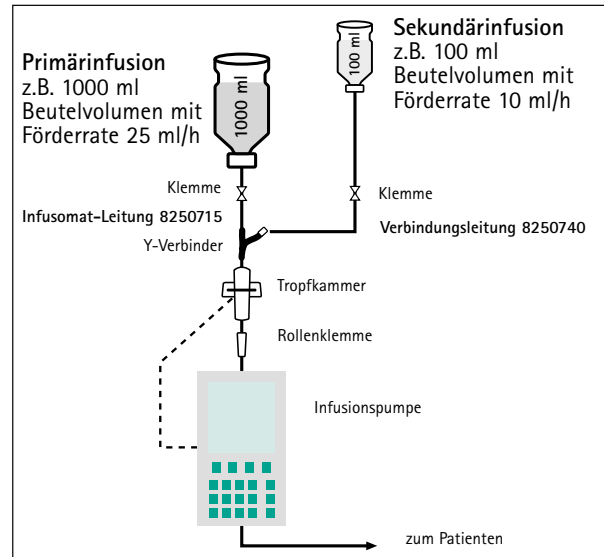 Primärinfusion
z.B. 1000 ml
Beutelvolumen mit
Förderrate 25 ml/h
1000 ml
100 ml
Sekundärinfusion
z.B. 100 ml
Beutelvolumen mit
Förderrate 10 ml/h
Klemme
Klemme
Infusomat-Leitung 8250715
Verbindungsleitung 8250740
Y-Verbinder
Tropfkammer
Rollenklemme
Infusionspumpe
zum Patienten